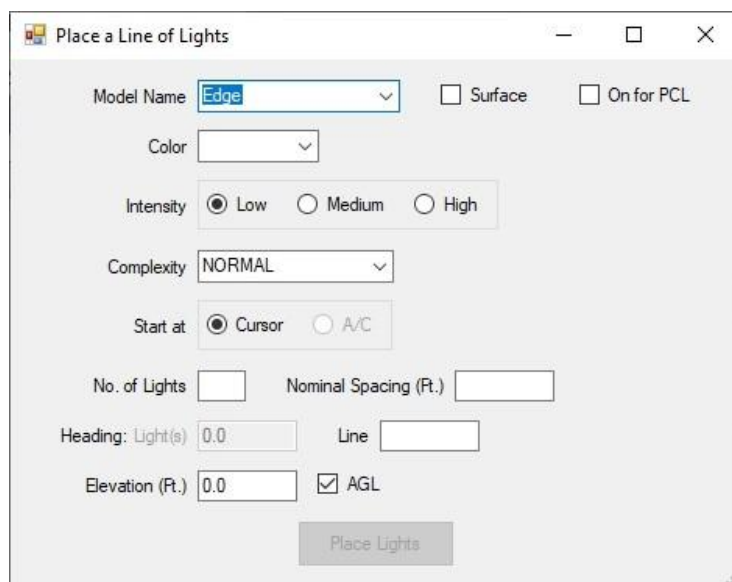 Place a Line of Lights
Model Name Edge Surface On for PCL
Color
Intensity Low Medium High
Complexity NORMAL
Start at Cursor A/C
No. of Lights Nominal Spacing (Ft.)
Heading: Light(s) 0.0 Line
Elevation (Ft.) 0.0 AGL
Place Lights